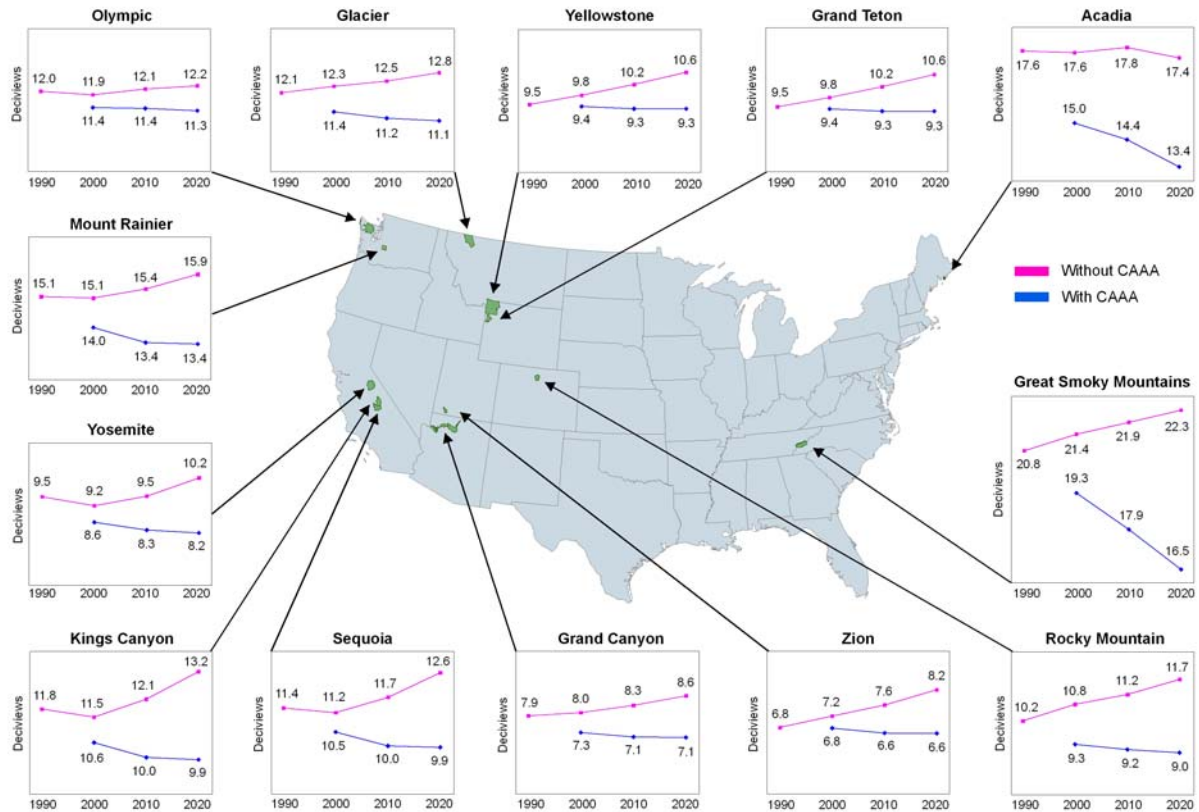 Olympic
Deciviews
12.0 11.9 12.1 12.2
11.4 11.4 11.3
1990 2000 2010 2020
Glacier
Deciviews
12.1 12.3 12.5 12.8
11.4 11.2 11.1
1990 2000 2010 2020
Yellowstone
Deciviews
9.5 9.8 10.2 10.6
9.4 9.3 9.3
1990 2000 2010 2020
Grand Teton
Deciviews
9.5 9.8 10.2 10.6
9.4 9.3 9.3
1990 2000 2010 2020
Acadia
Deciviews
17.6 17.6 17.8 17.4
15.0 14.4 13.4
1990 2000 2010 2020
Mount Rainier
Deciviews
15.1 15.1 15.4 15.9
14.0 13.4 13.4
1990 2000 2010 2020
Without CAAA
With CAAA
Yosemite
Deciviews
9.5 9.2 9.5 10.2
8.6 8.3 8.2
1990 2000 2010 2020
Great Smoky Mountains
Deciviews
20.8 21.4 21.9 22.3
19.3 17.9 16.5
1990 2000 2010 2020
Kings Canyon
Deciviews
11.8 11.5 12.1 13.2
10.6 10.0 9.9
1990 2000 2010 2020
Sequoia
Deciviews
11.4 11.2 11.7 12.6
10.5 10.0 9.9
1990 2000 2010 2020
Grand Canyon
Deciviews
7.9 8.0 8.3 8.6
7.3 7.1 7.1
1990 2000 2010 2020
Zion
Deciviews
6.8 7.2 7.6 8.2
6.8 6.6 6.6
1990 2000 2010 2020
Rocky Mountain
Deciviews
10.2 10.8 11.2 11.7
9.3 9.2 9.0
1990 2000 2010 2020